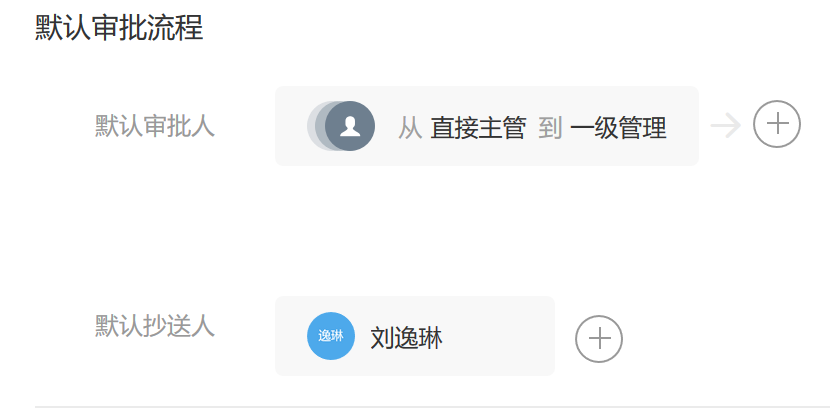 默认审批流程
默认审批人
从 直接主管 到 一级管理
默认抄送人
逸琳 刘逸琳